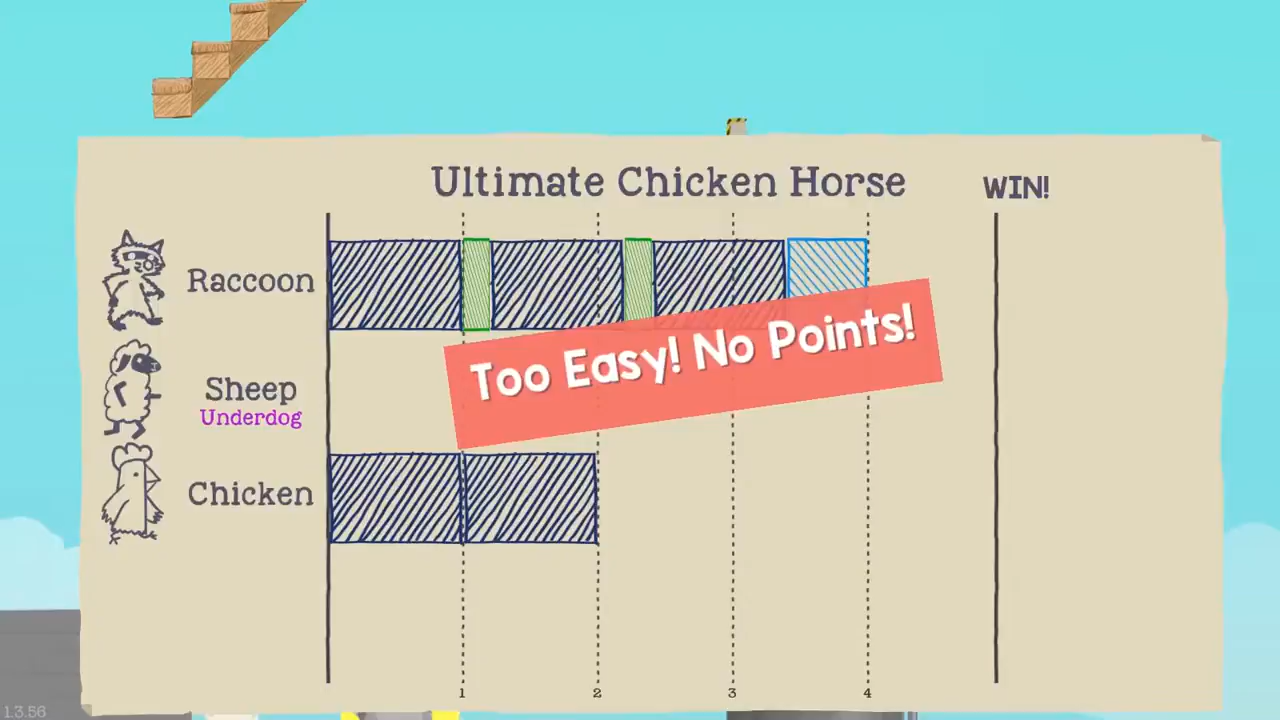 Ultimate Chicken Horse
WIN!
Raccoon
Too Easy! No Points!
Sheep
Underdog
Chicken
1 2 3 4
1.3.56